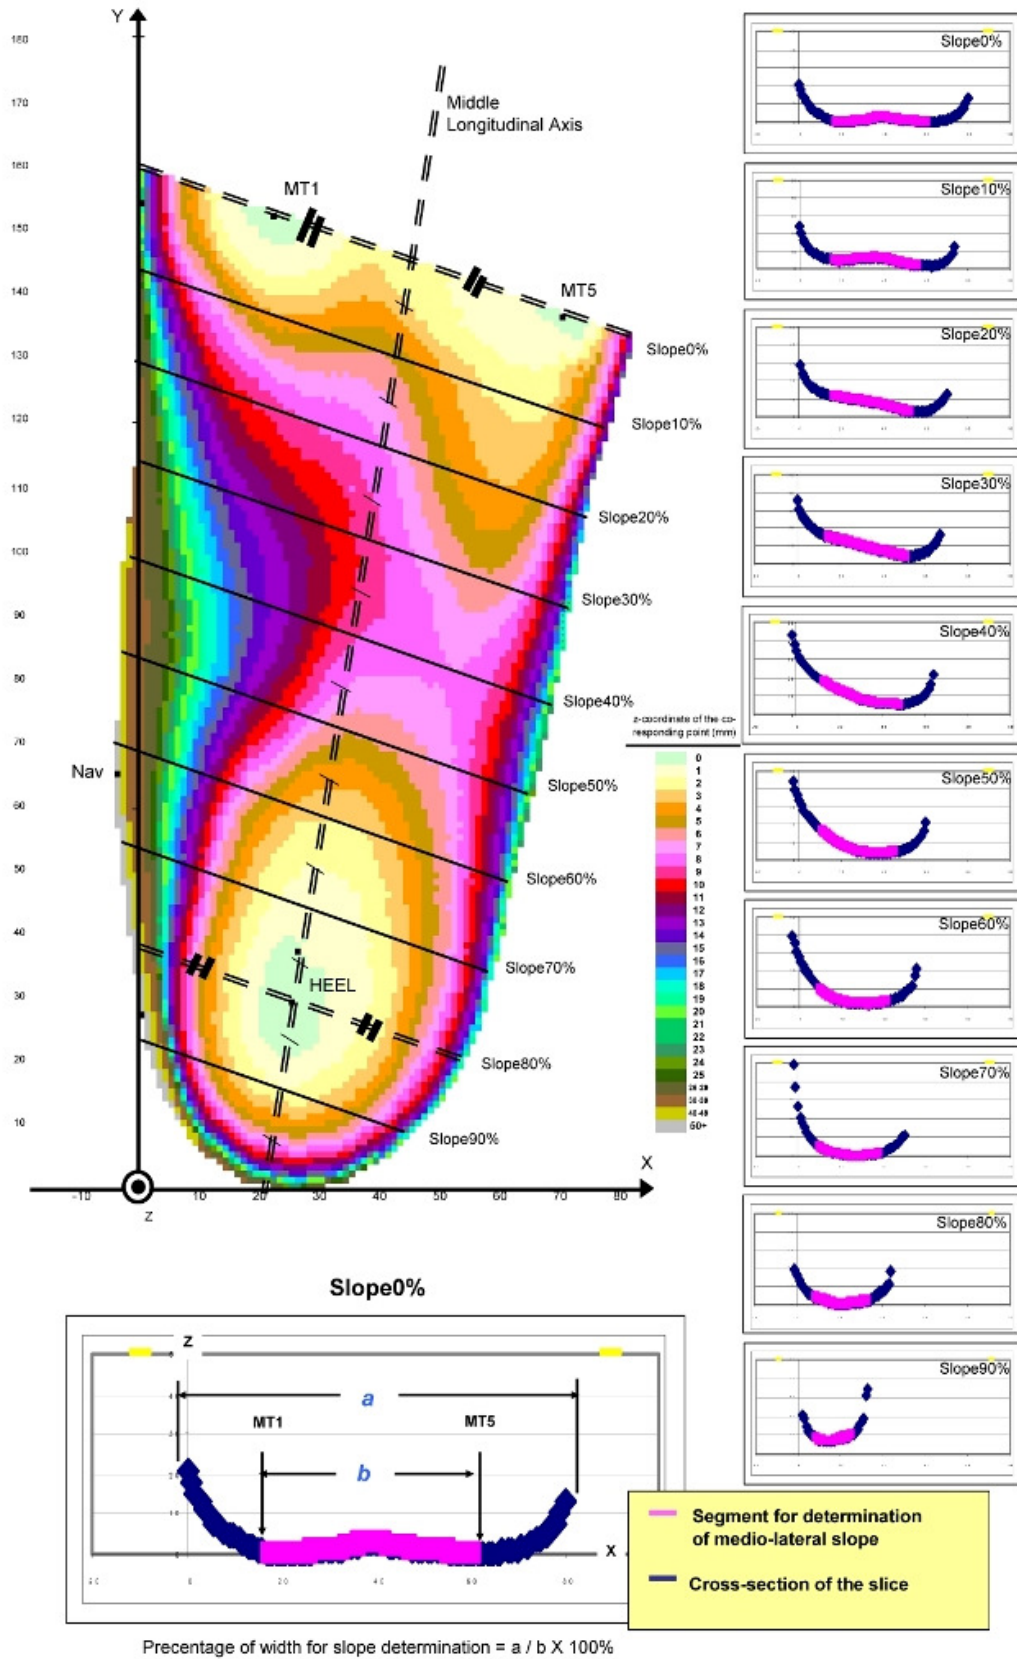 Y
180
170
160
150
140
130
120
110
100
90
80
70
60
50
40
30
20
10
Middle
Longitudinal Axis
MT1
MT5
Slope0%
Slope10%
Slope20%
Slope30%
Slope40%
Slope50%
Slope60%
Slope70%
Slope80%
Slope90%
Nav
HEEL
X
-10
10
20
30
40
50
60
70
80
Z
z-coordinate of the co-
responding point (mm)
0
1
2
3
4
5
6
7
8
9
10
11
12
13
14
15
16
17
18
19
20
21
22
23
24
25
50+
Slope0%
Slope10%
Slope20%
Slope30%
Slope40%
Slope50%
Slope60%
Slope70%
Slope80%
Slope90%
Slope0%
Z
a
MT1
MT5
b
X
Segment for determination
of medio-lateral slope
Cross-section of the slice
Precentage of width for slope determination = a / b X 100%